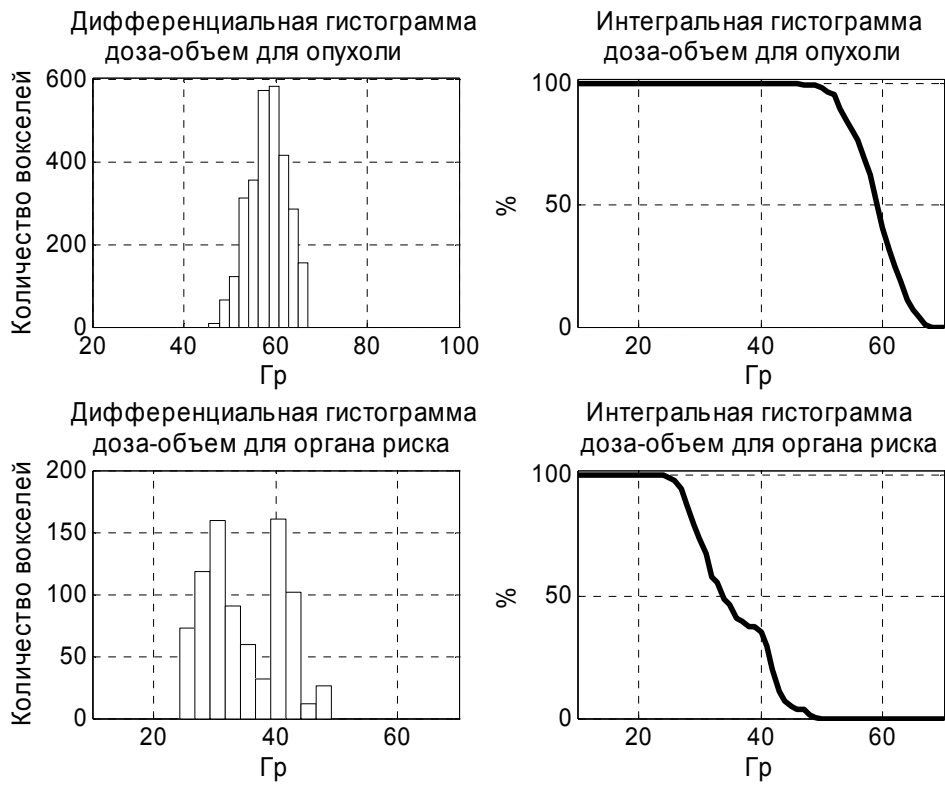 Дифференциальная гистограмма
доза-объем для опухоли
Количество вокселей
600
400
200
0
20 40 60 80 100
Гр
Интегральная гистограмма
доза-объем для опухоли
%
100
50
0
20 40 60
Гр
Дифференциальная гистограмма
доза-объем для органа риска
Количество вокселей
200
150
100
50
0
20 40 60
Гр
Интегральная гистограмма
доза-объем для органа риска
%
100
50
0
20 40 60
Гр